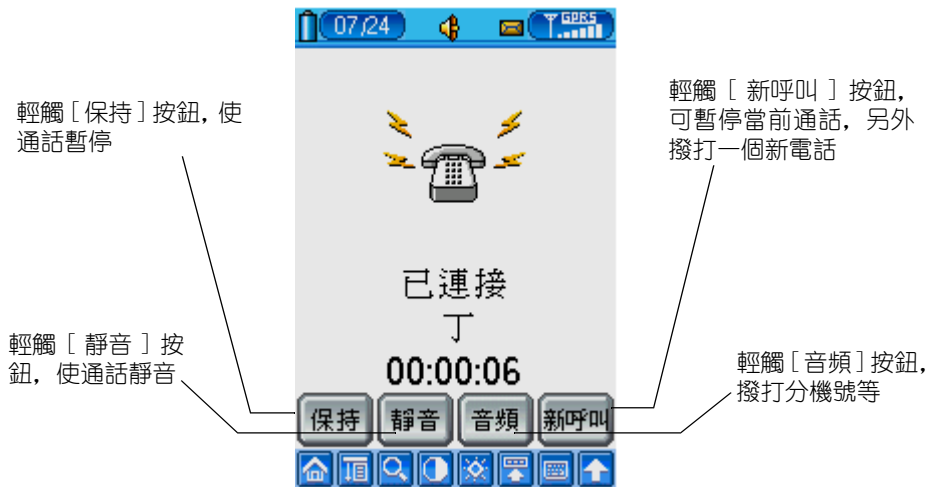 07/24
GPRS
輕觸［保持］按鈕，使
通話暫停
輕觸［ 新呼叫 ］按鈕，
可暫停當前通話，另外
撥打一個新電話
已連接
丁
00:00:06
輕觸［ 靜音 ］按
鈕，使通話靜音
輕觸［音頻］按鈕，
撥打分機號等
保持 靜音 音頻 新呼叫